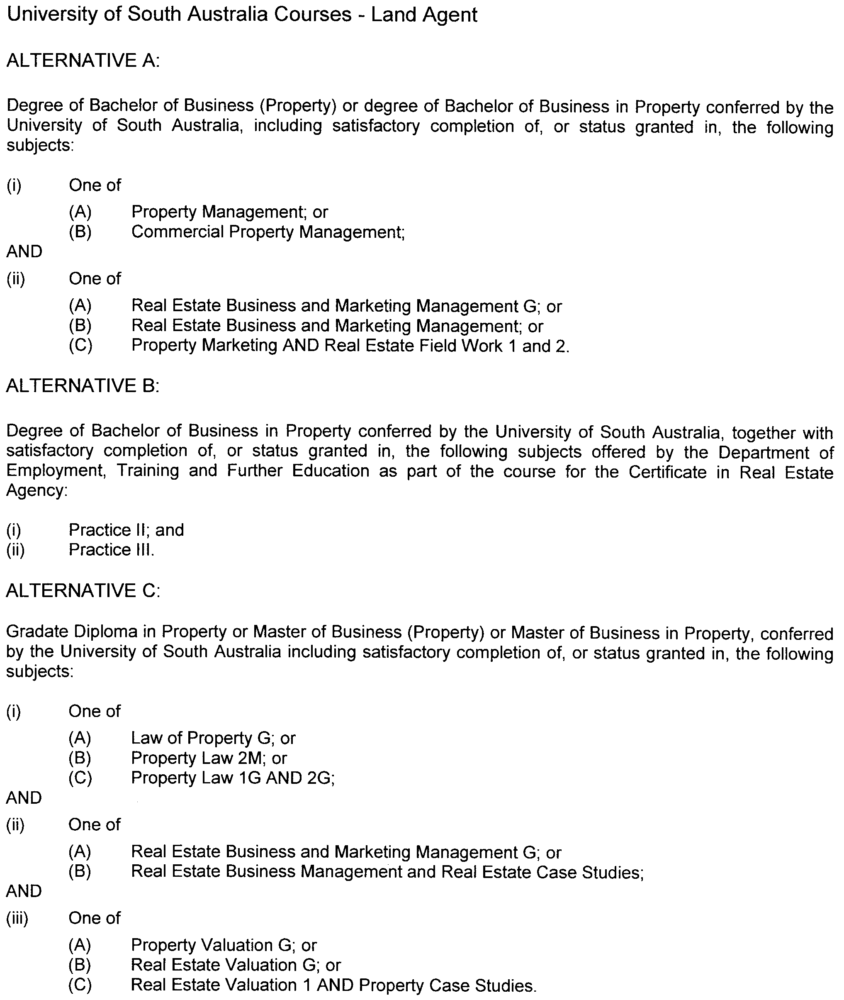 University of South Australia Courses - Land Agent
ALTERNATIVE A:
Degree of Bachelor of Business (Property) or degree of Bachelor of Business in Property conferred by the
University of South Australia, including satisfactory completion of, or status granted in, the following
subjects:
(i) One of
(A) Property Management; or
(B) Commercial Property Management;
AND
(ii) One of
(A) Real Estate Business and Marketing Management G; or
(B) Real Estate Business and Marketing Management; or
(C) Property Marketing AND Real Estate Field Work 1 and 2.
ALTERNATIVE B:
Degree of Bachelor of Business in Property conferred by the University of South Australia, together with
satisfactory completion of, or status granted in, the following subjects offered by the Department of
Employment, Training and Further Education as part of the course for the Certificate in Real Estate
Agency:
(i) Practice II; and
(ii) Practice III.
ALTERNATIVE C:
Gradate Diploma in Property or Master of Business (Property) or Master of Business in Property, conferred
by the University of South Australia including satisfactory completion of, or status granted in, the following
subjects:
(i) One of
(A) Law of Property G; or
(B) Property Law 2M; or
(C) Property Law 1G AND 2G;
AND
(ii) One of
(A) Real Estate Business and Marketing Management G; or
(B) Real Estate Business Management and Real Estate Case Studies;
AND
(iii) One of
(A) Property Valuation G; or
(B) Real Estate Valuation G; or
(C) Real Estate Valuation 1 AND Property Case Studies.